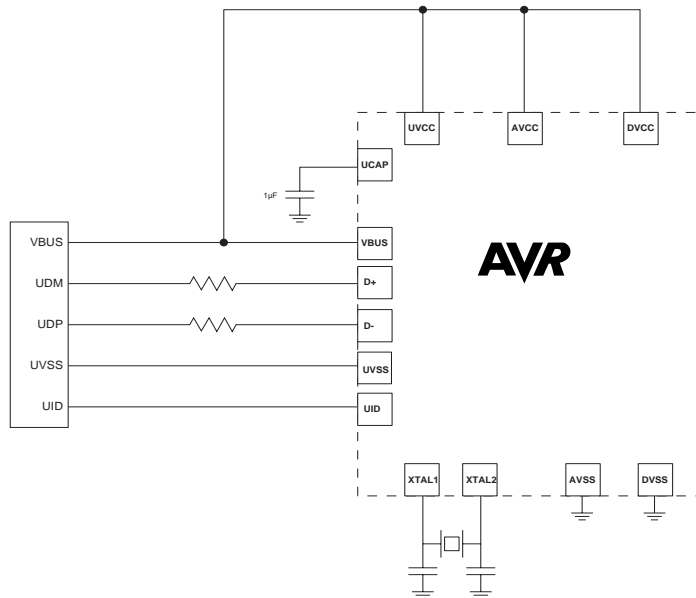 UVCC
AVCC
DVCC
UCAP
1µF
VBUS
VBUS
AVR
UDM
D+
UDP
D-
UVSS
UVSS
UID
UID
XTAL1
XTAL2
AVSS
DVSS